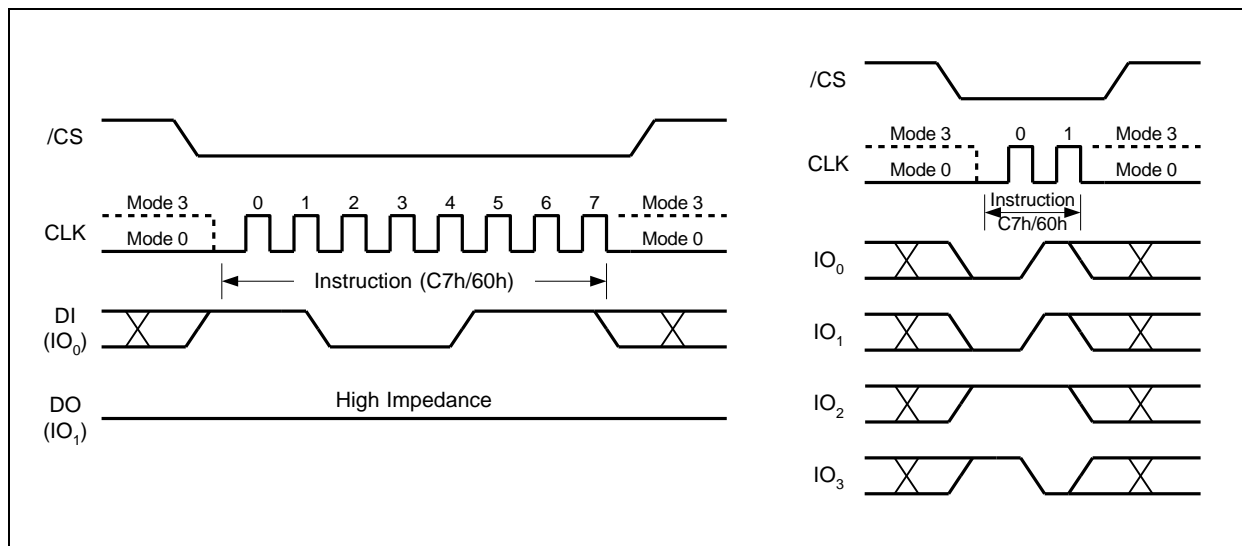 /CS
Mode 3
0 1 2 3 4 5 6 7
Mode 3
CLK
Mode 0
Mode 0
Instruction (C7h/60h)
DI
(IO0)
DO
(IO1)
High Impedance
/CS
Mode 3
0 1
Mode 3
CLK
Mode 0
Mode 0
Instruction
C7h/60h
IO0
IO1
IO2
IO3